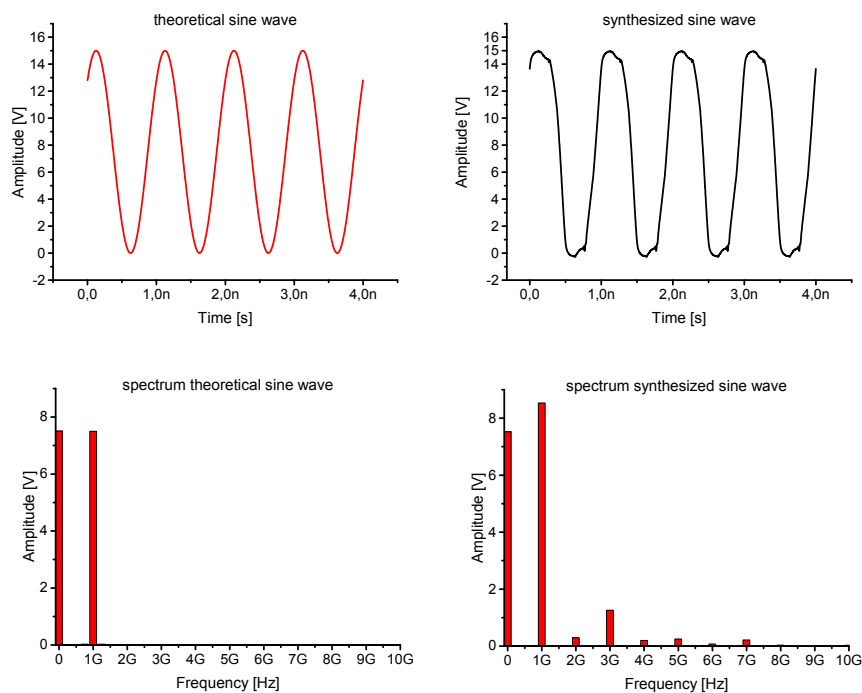 theoretical sine wave
16
14
12
10
8
6
4
2
0
-2
Amplitude [V]
0,0 1,0n 2,0n 3,0n 4,0n
Time [s]
synthesized sine wave
16
15
14
12
10
8
6
4
2
0
-2
Amplitude [V]
0,0 1,0n 2,0n 3,0n 4,0n
Time [s]
spectrum theoretical sine wave
8
6
4
2
0
Amplitude [V]
0 1G 2G 3G 4G 5G 6G 7G 8G 9G 10G
Frequency [Hz]
spectrum synthesized sine wave
8
6
4
2
0
Amplitude [V]
0 1G 2G 3G 4G 5G 6G 7G 8G 9G 10G
Frequency [Hz]